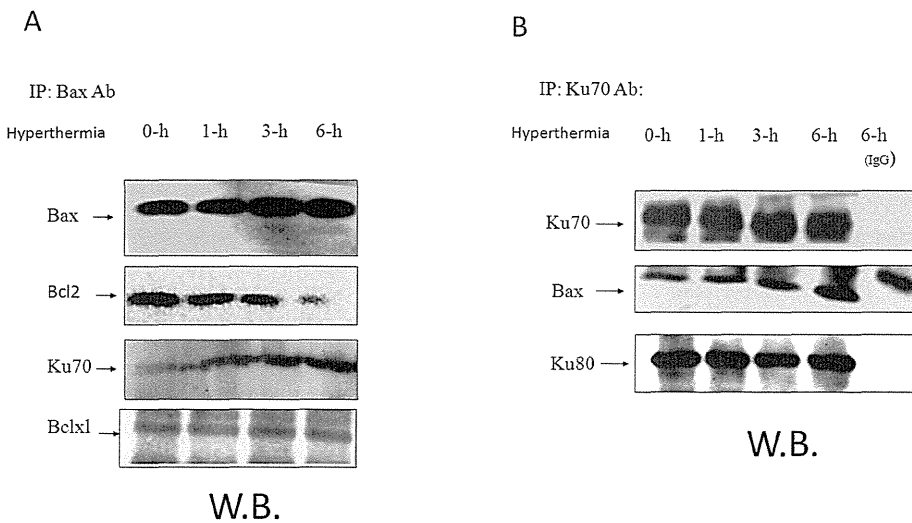 A
IP: Bax Ab
Hyperthermia 0-h 1-h 3-h 6-h
Bax
Bcl2
Ku70
Bclxl
W.B.
B
IP: Ku70 Ab:
Hyperthermia 0-h 1-h 3-h 6-h 6-h
(IgG)
Ku70
Bax
Ku80
W.B.